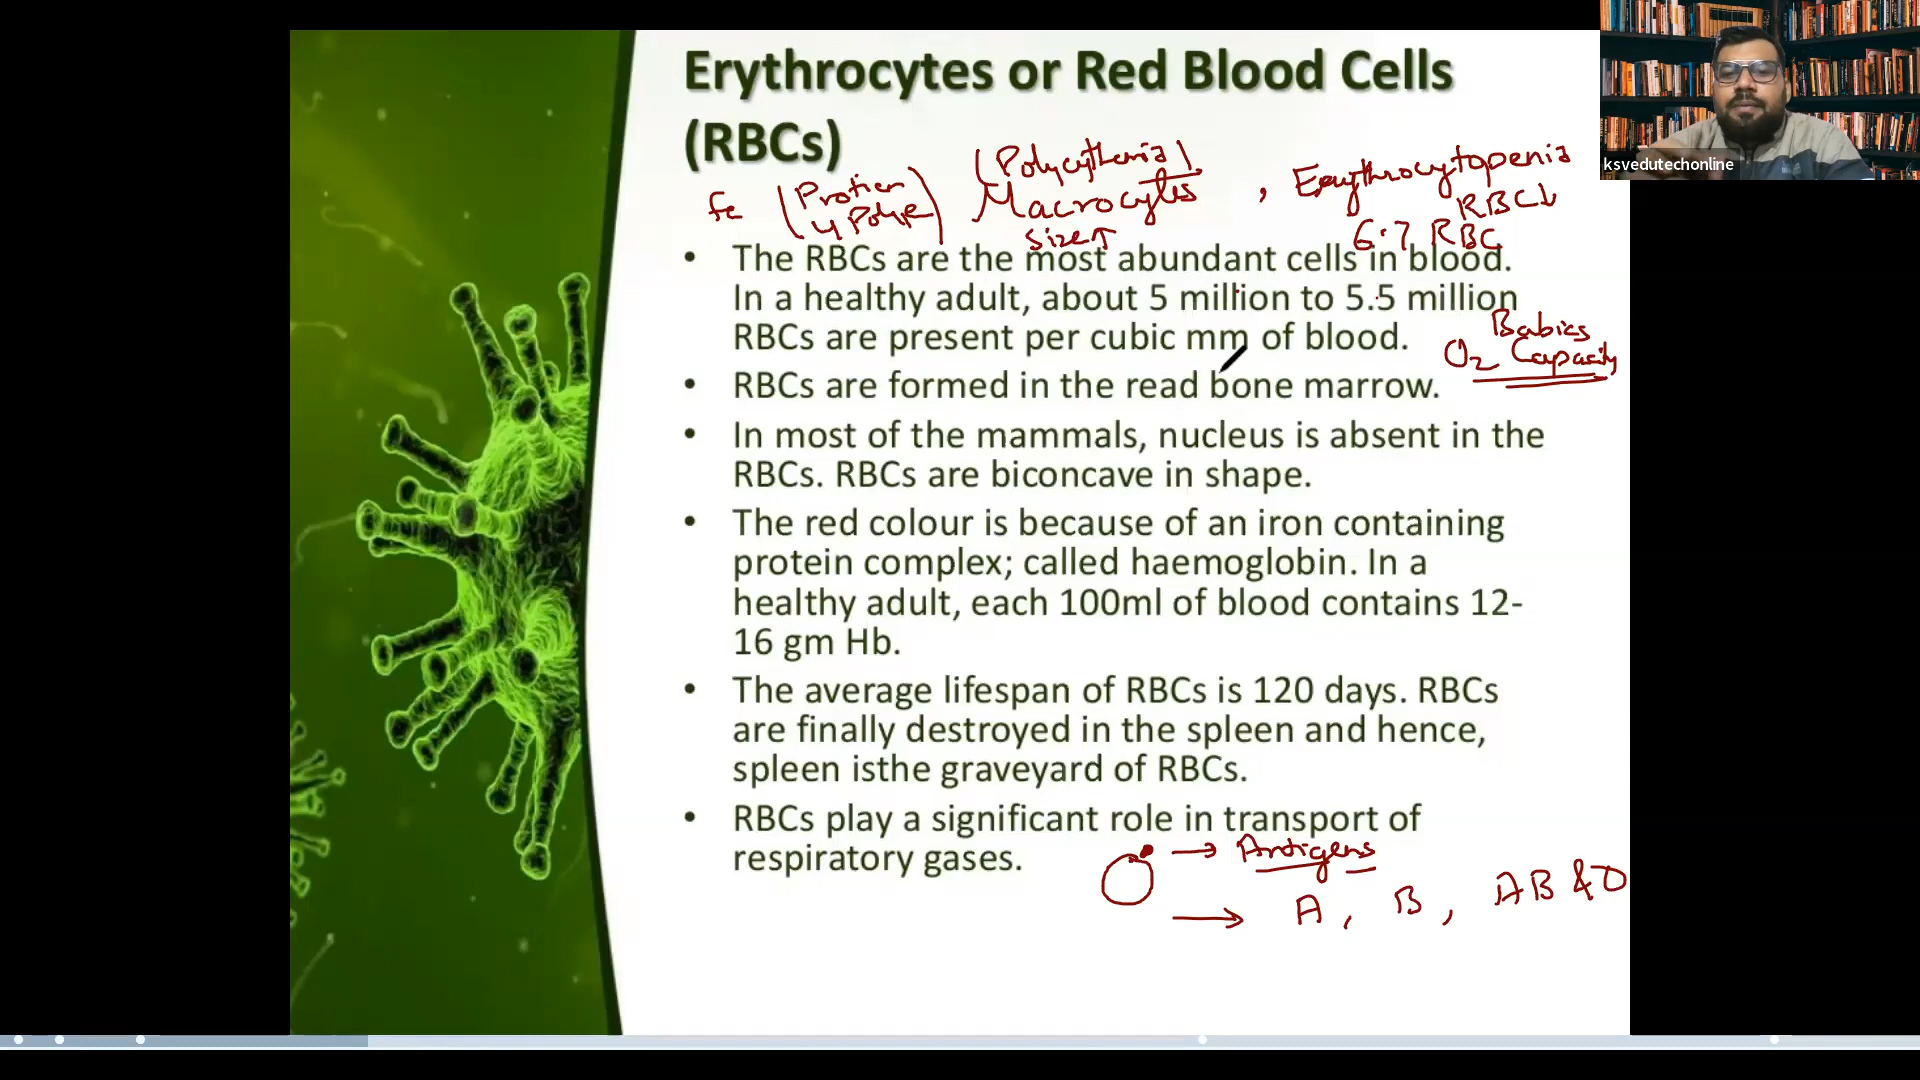 Erythrocytes or Red Blood Cells
(RBCs)
ksvedutechonline
(Polycythemia)
Fe (Protien Macrocytes , Erythrocytopenia
4 Polype) size↑ RBC↓
6.7 RBC
• The RBCs are the most abundant cells in blood.
In a healthy adult, about 5 million to 5.5 million
RBCs are present per cubic mm of blood.
Babies
O2 Capacity
• RBCs are formed in the read bone marrow.
• In most of the mammals, nucleus is absent in the
RBCs. RBCs are biconcave in shape.
• The red colour is because of an iron containing
protein complex; called haemoglobin. In a
healthy adult, each 100ml of blood contains 12-
16 gm Hb.
• The average lifespan of RBCs is 120 days. RBCs
are finally destroyed in the spleen and hence,
spleen isthe graveyard of RBCs.
• RBCs play a significant role in transport of
respiratory gases.
→ Antigens
→ A, B, AB & O